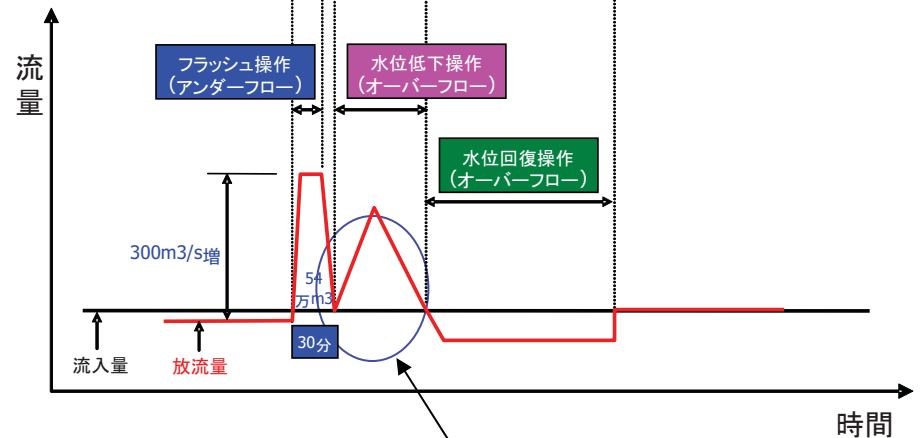 流
量
フラッシュ操作
(アンダーフロー)
水位低下操作
(オーバーフロー)
水位回復操作
(オーバーフロー)
300m3/s増
54
万m3
30分
流入量
放流量
時間